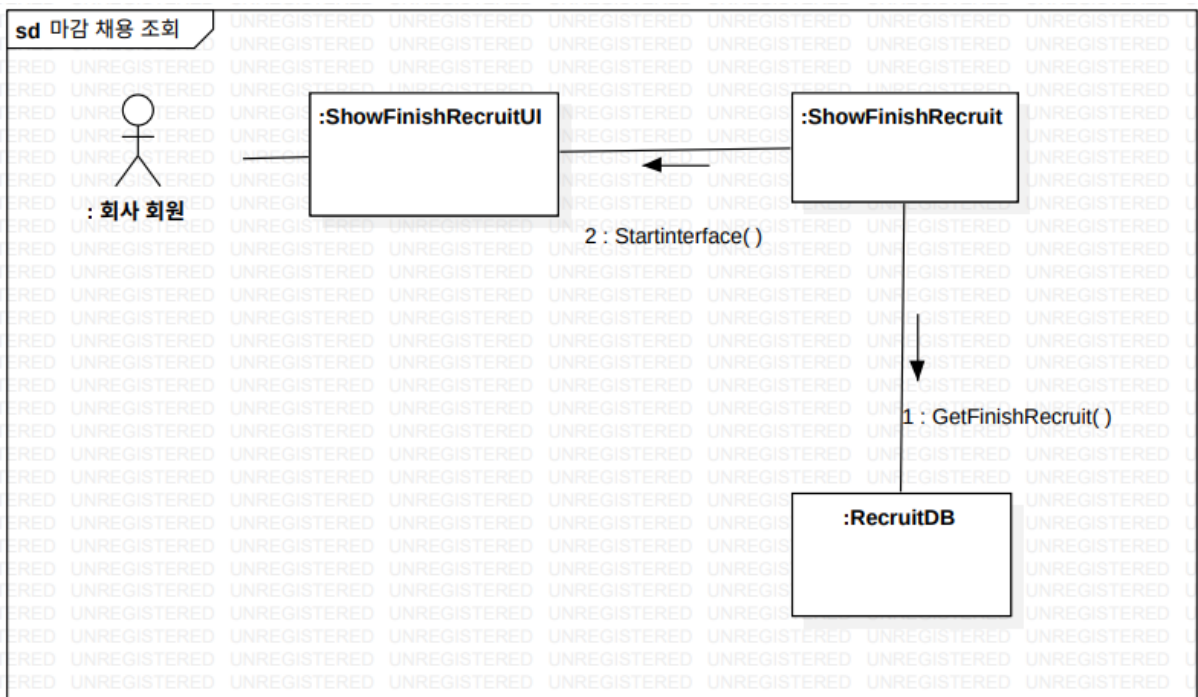 sd 마감 채용 조회
:ShowFinishRecruitUI
:ShowFinishRecruit
: 회사 회원
2 : Startinterface( )
1 : GetFinishRecruit( )
:RecruitDB